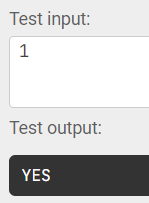 Test input:
1
Test output:
YES